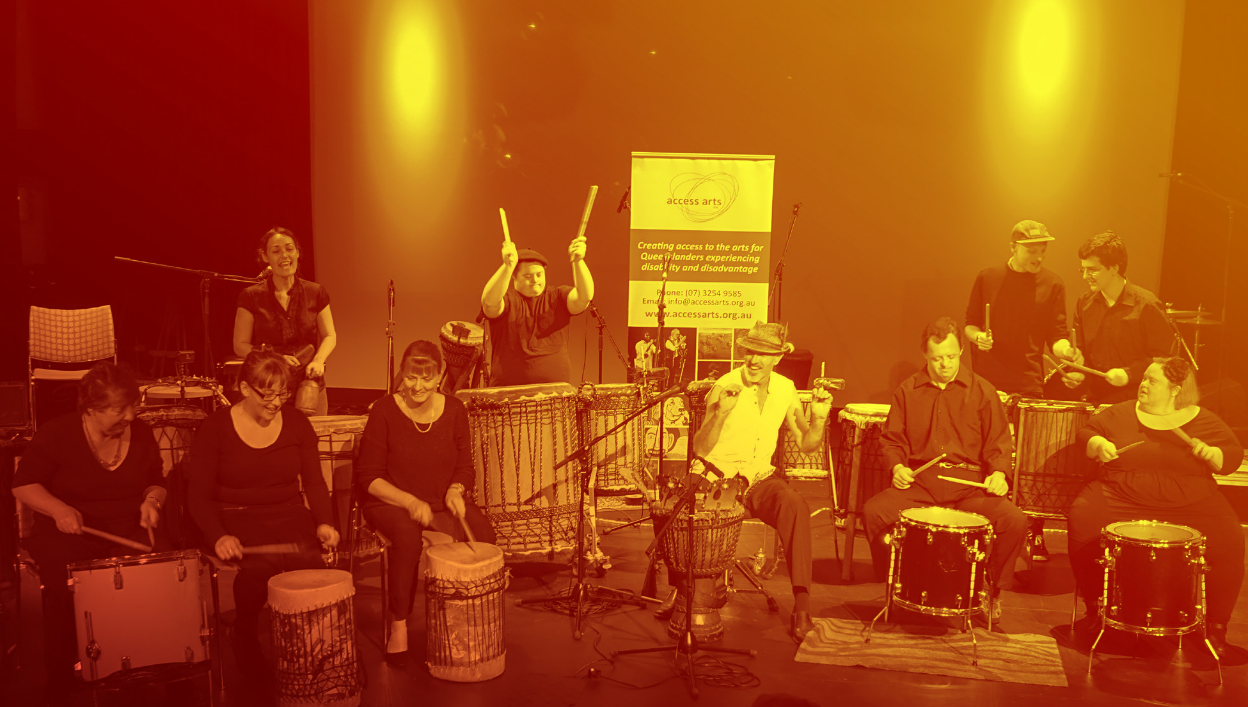 access arts
Creating access to the arts for
Queenslanders experiencing
disability and disadvantage
Phone: (07) 3254 9585
Email: info@accessarts.org.au
www.accessarts.org.au